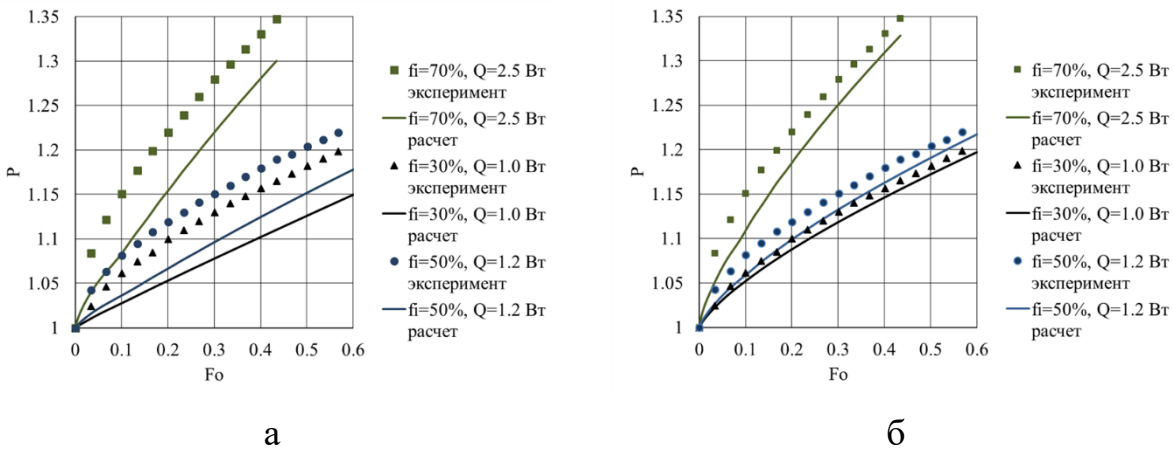 1.35
1.3
1.25
1.2
1.15
1.1
1.05
1
P
0 0.1 0.2 0.3 0.4 0.5 0.6
Fo
fi=70%, Q=2.5 Вт
эксперимент
fi=70%, Q=2.5 Вт
расчет
fi=30%, Q=1.0 Вт
эксперимент
fi=30%, Q=1.0 Вт
расчет
fi=50%, Q=1.2 Вт
эксперимент
fi=50%, Q=1.2 Вт
расчет
а
1.35
1.3
1.25
1.2
1.15
1.1
1.05
1
P
0 0.1 0.2 0.3 0.4 0.5 0.6
Fo
fi=70%, Q=2.5 Вт
эксперимент
fi=70%, Q=2.5 Вт
расчет
fi=30%, Q=1.0 Вт
эксперимент
fi=30%, Q=1.0 Вт
расчет
fi=50%, Q=1.2 Вт
эксперимент
fi=50%, Q=1.2 Вт
расчет
б